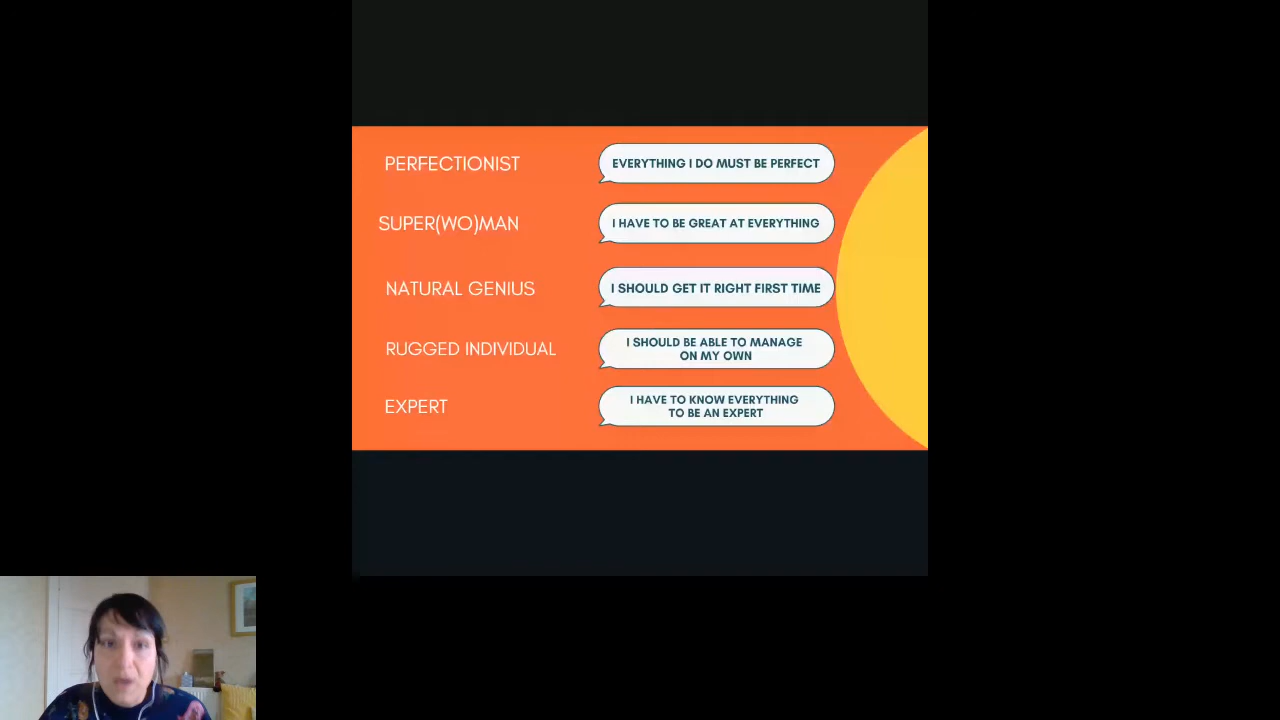 PERFECTIONIST
EVERYTHING I DO MUST BE PERFECT
SUPER(WO)MAN
I HAVE TO BE GREAT AT EVERYTHING
NATURAL GENIUS
I SHOULD GET IT RIGHT FIRST TIME
RUGGED INDIVIDUAL
I SHOULD BE ABLE TO MANAGE
ON MY OWN
EXPERT
I HAVE TO KNOW EVERYTHING
TO BE AN EXPERT